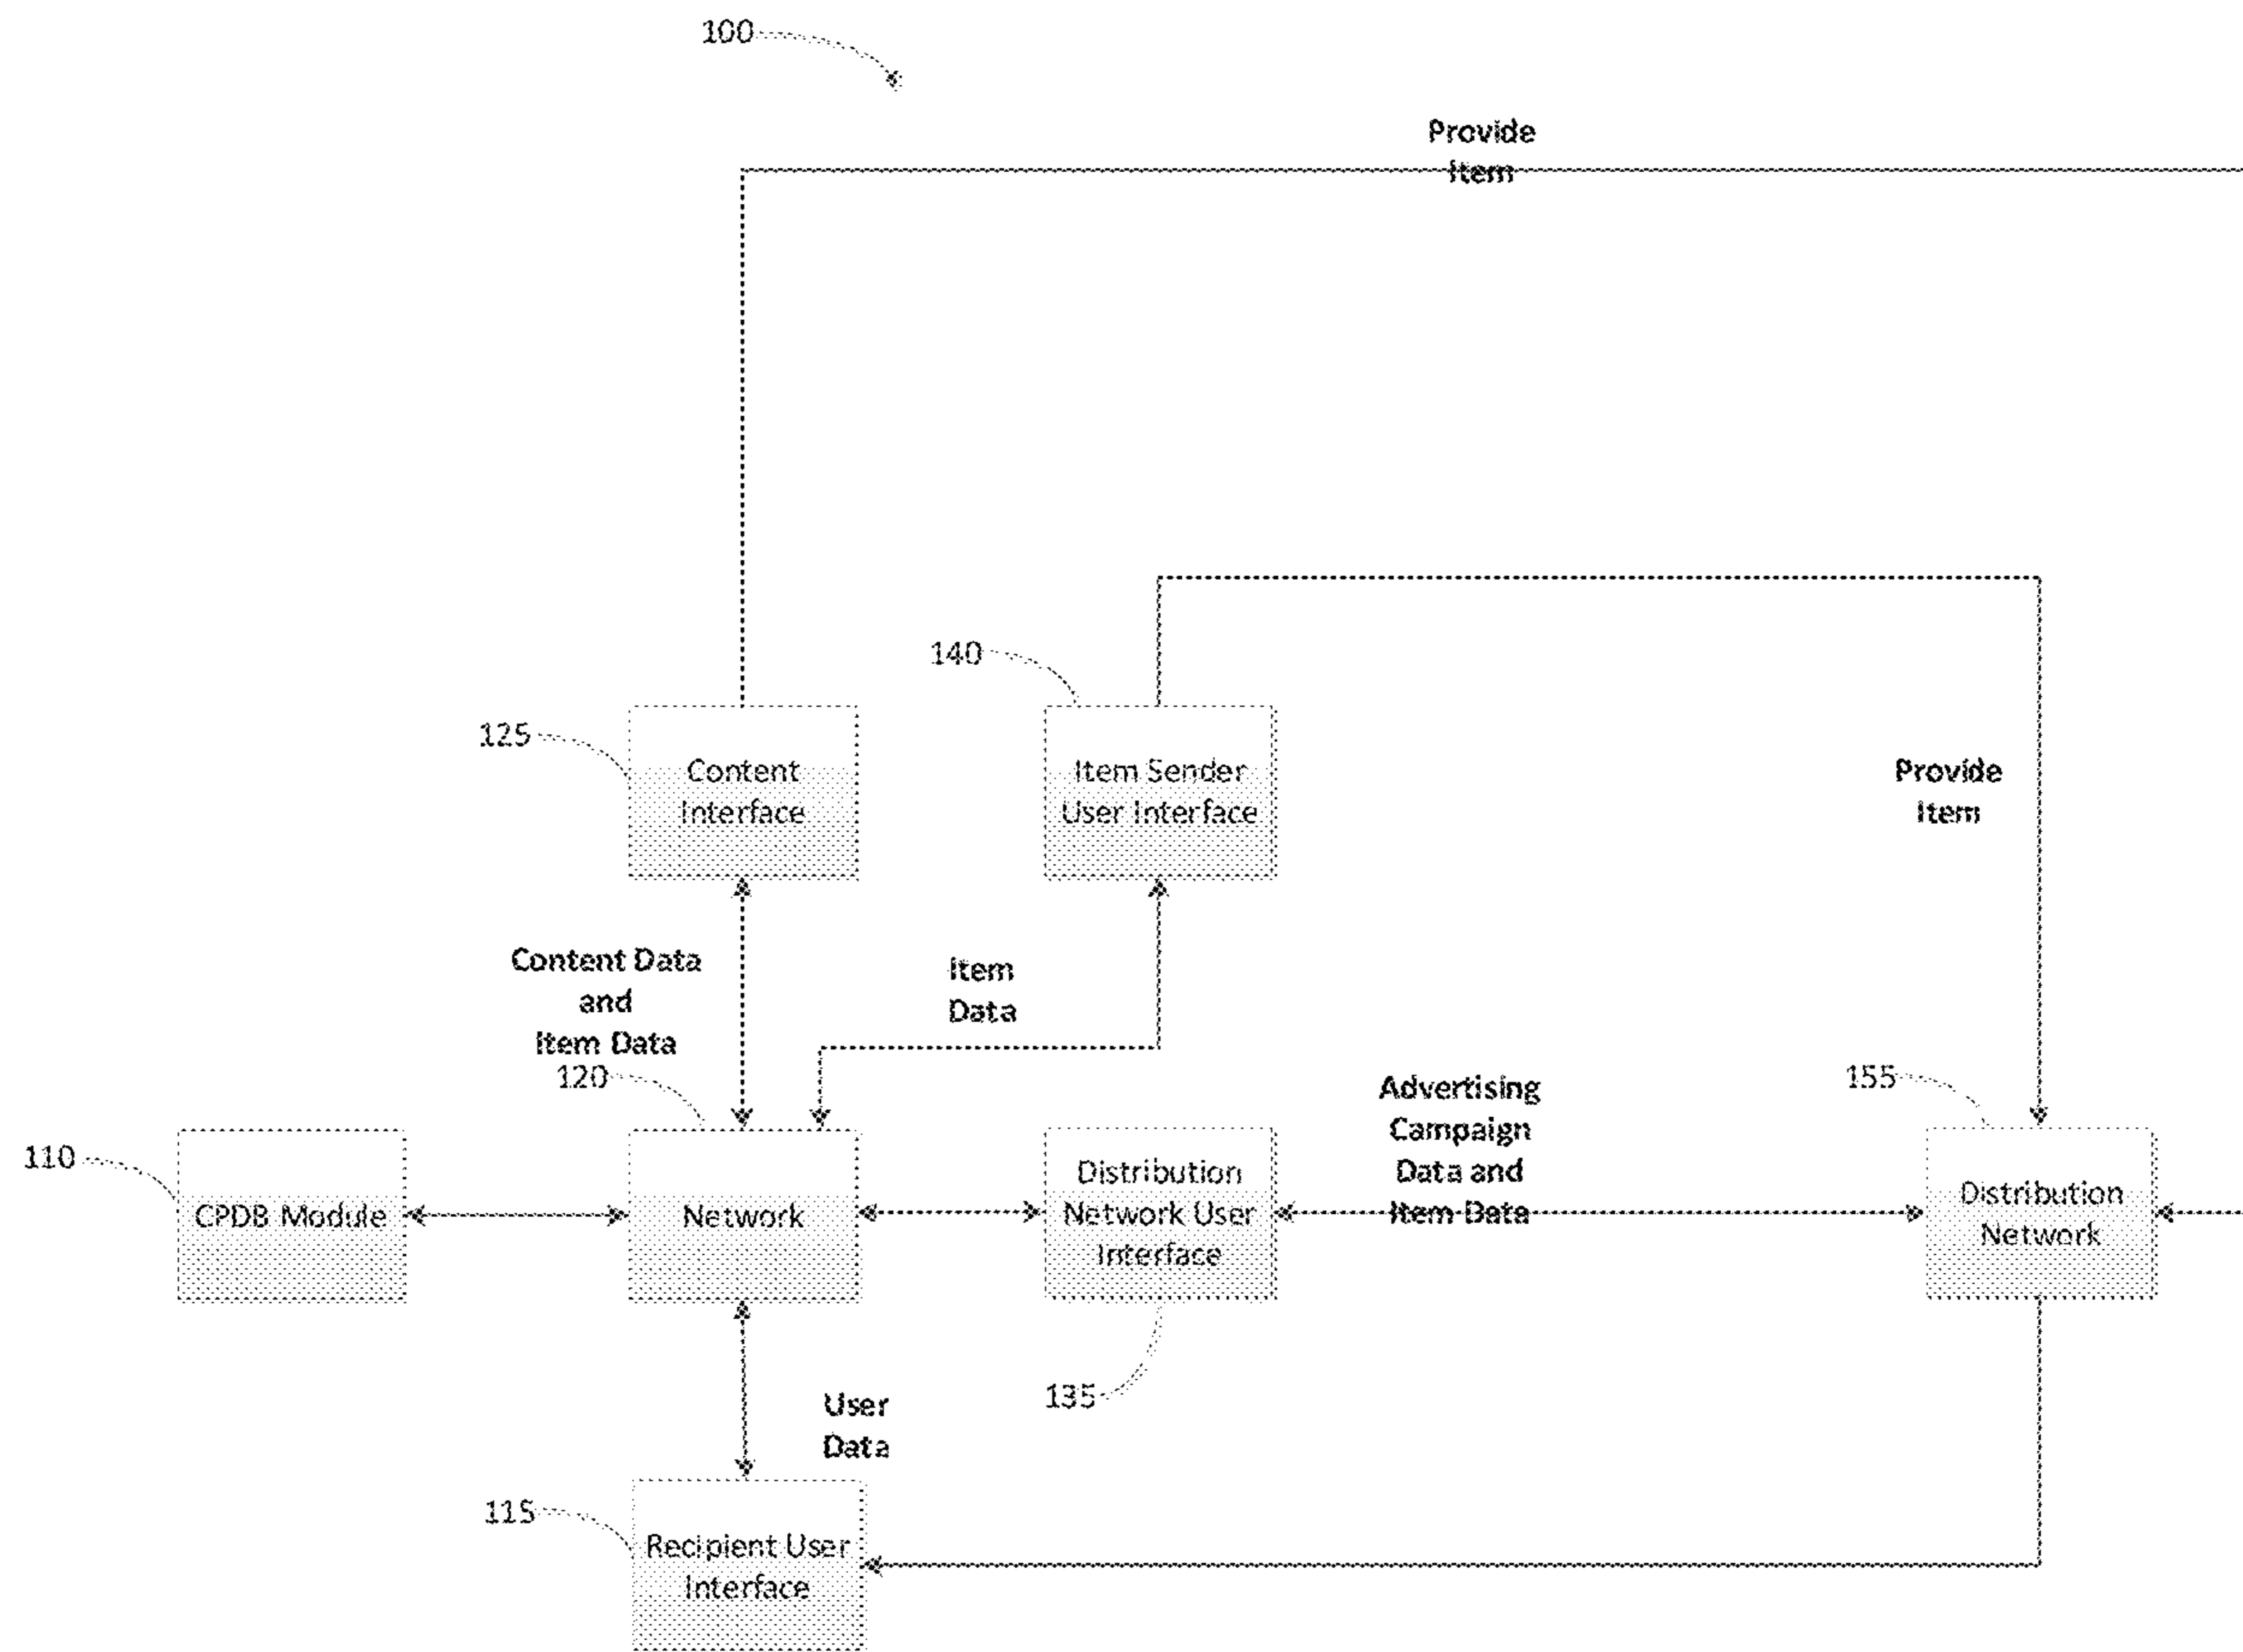 100
Provide
Item
140
125
Content
Interface
Item Sender
User Interface
Provide
Item
Content Data
and
Item Data
Item
Data
120
Advertising
Campaign
Data and
Item Data
155
110
CPDB Module
Network
Distribution
Network User
Interface
Distribution
Network
135
User
Data
115
Recipient User
Interface